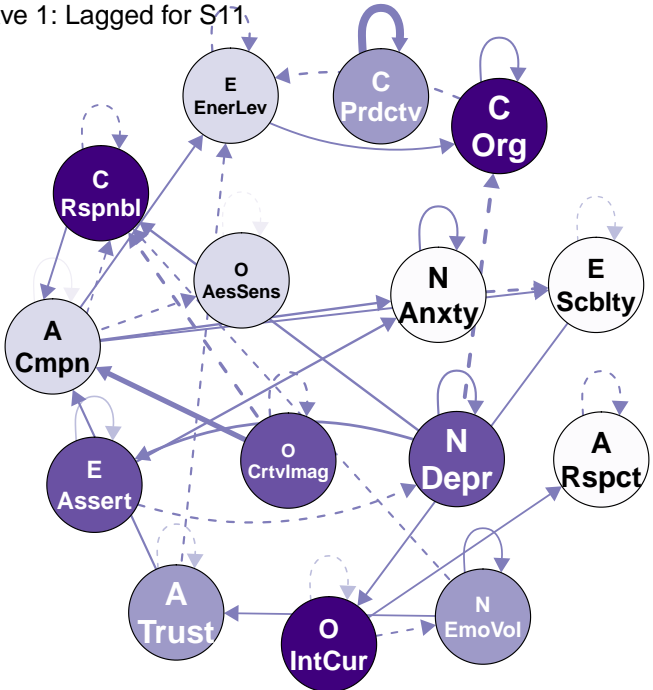 ve 1: Lagged for S11
E
EnerLev
C
Prdctv
C
Org
C
Rspnbl
O
AesSens
N
Anxty
E
Scblty
A
Cmpn
E
Assert
O
CrtvImag
N
Depr
A
Rspct
A
Trust
O
IntCur
N
EmoVol